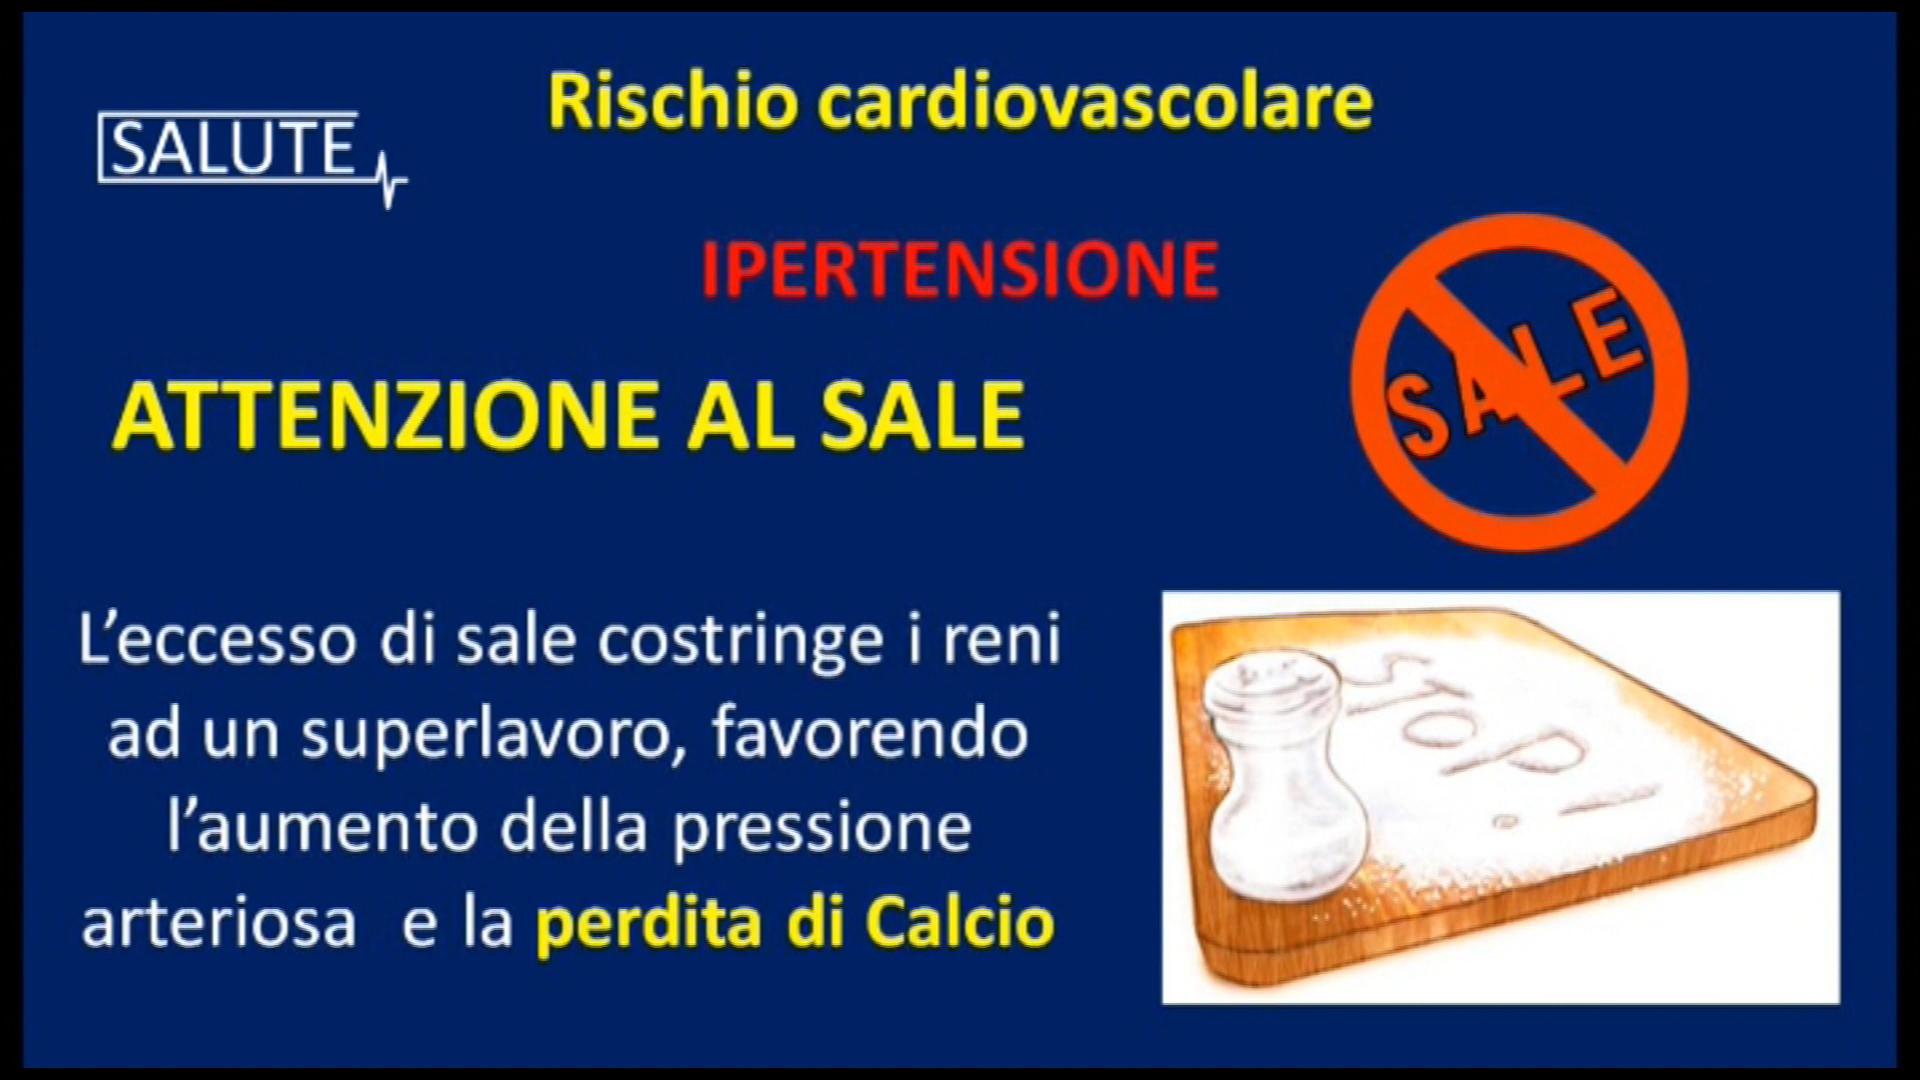 Rischio cardiovascolare
SALUTE
IPERTENSIONE
SALE
ATTENZIONE AL SALE
L’eccesso di sale costringe i reni
ad un superlavoro, favorendo
l’aumento della pressione
arteriosa e la perdita di Calcio
STOP!